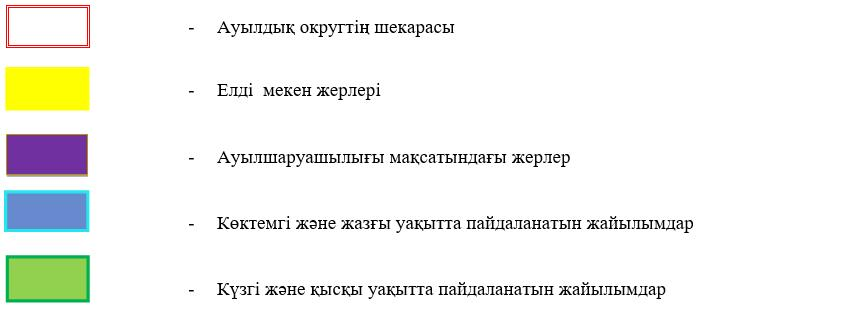 - Ауылдық округтің шекарасы
- Елді  мекен жерлері
- Ауылшаруашылығы мақсатындағы жерлер
- Көктемгі және жазғы уақытта пайдаланатын жайылымдар
- Күзгі және қысқы уақытта пайдаланатын жайылымдар